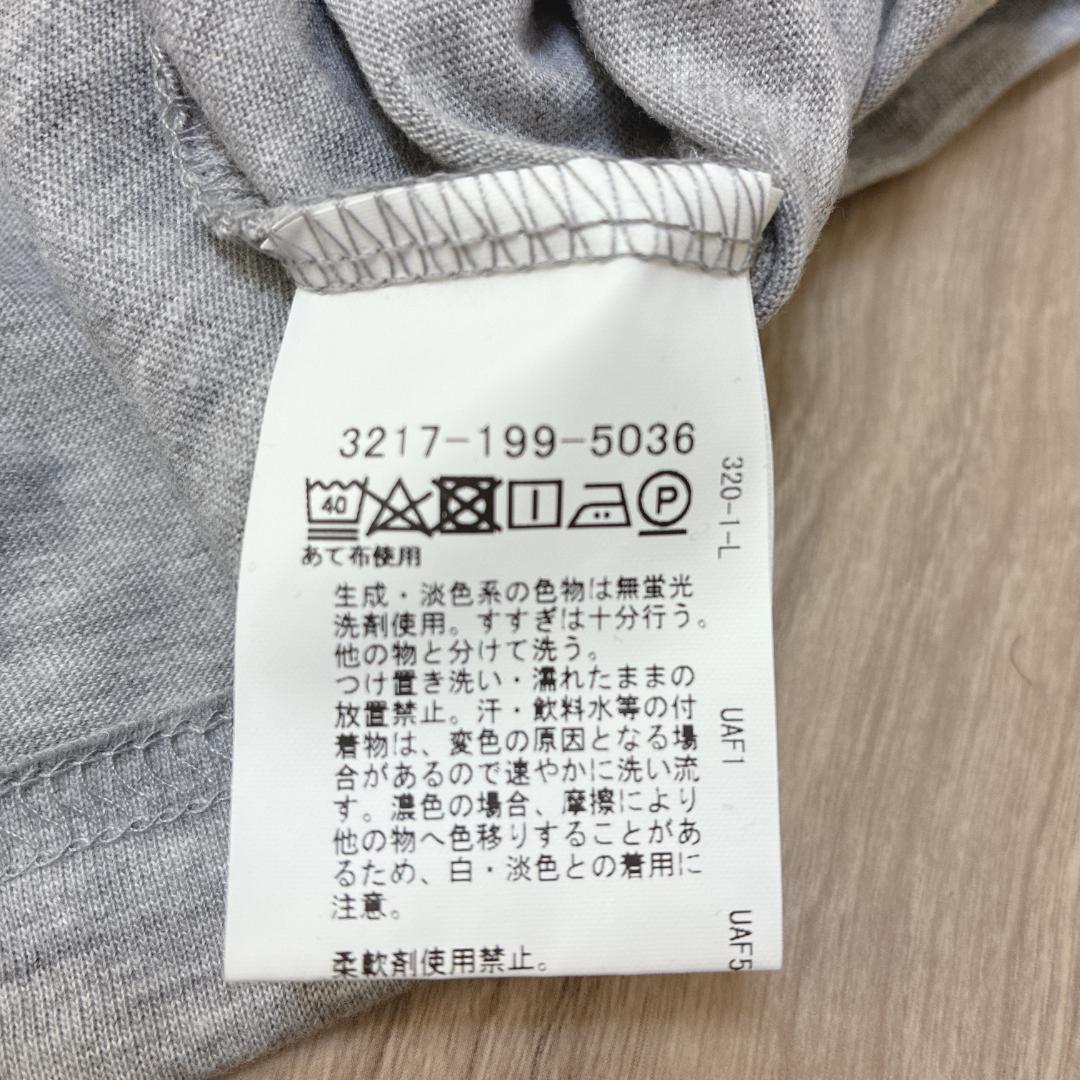 3217-199-5036
40
P
あて布使用
生成・淡色系の色物は無蛍光
洗剤使用。すすぎは十分行う。
他の物と分けて洗う。
つけ置き洗い・濡れたままの
放置禁止。汗・飲料水等の付
着物は、変色の原因となる場
合があるので速やかに洗い流
す。濃色の場合、摩擦により
他の物へ色移りすることがあ
るため、白・淡色との着用に
注意。
柔軟剤使用禁止。
320-1-L
UAF1
UAF5